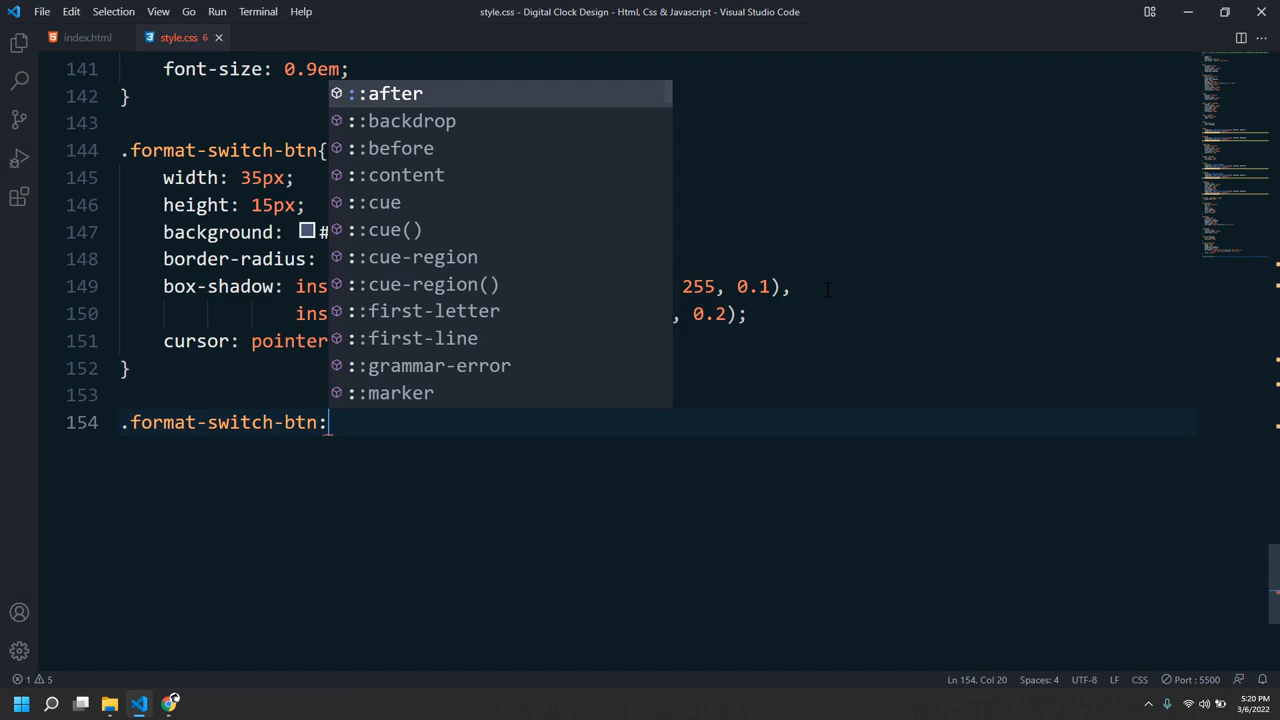 File Edit Selection View Go Run Terminal Help
style.css - Digital Clock Design - Html, Css & Javascript - Visual Studio Code
index.html
style.css 6
141 font-size: 0.9em;
142 }
143
144 .format-switch-btn{
145 width: 35px;
146 height: 15px;
147 background: #
148 border-radius:
149 box-shadow: ins 255, 0.1),
150 ins , 0.2);
151 cursor: pointer
152 }
153
154 .format-switch-btn:
::after
::backdrop
::before
::content
::cue
::cue()
::cue-region
::cue-region()
::first-letter
::first-line
::grammar-error
::marker
1 5
Ln 154, Col 20 Spaces: 4 UTF-8 LF CSS Port : 5500
5:20 PM
3/6/2022